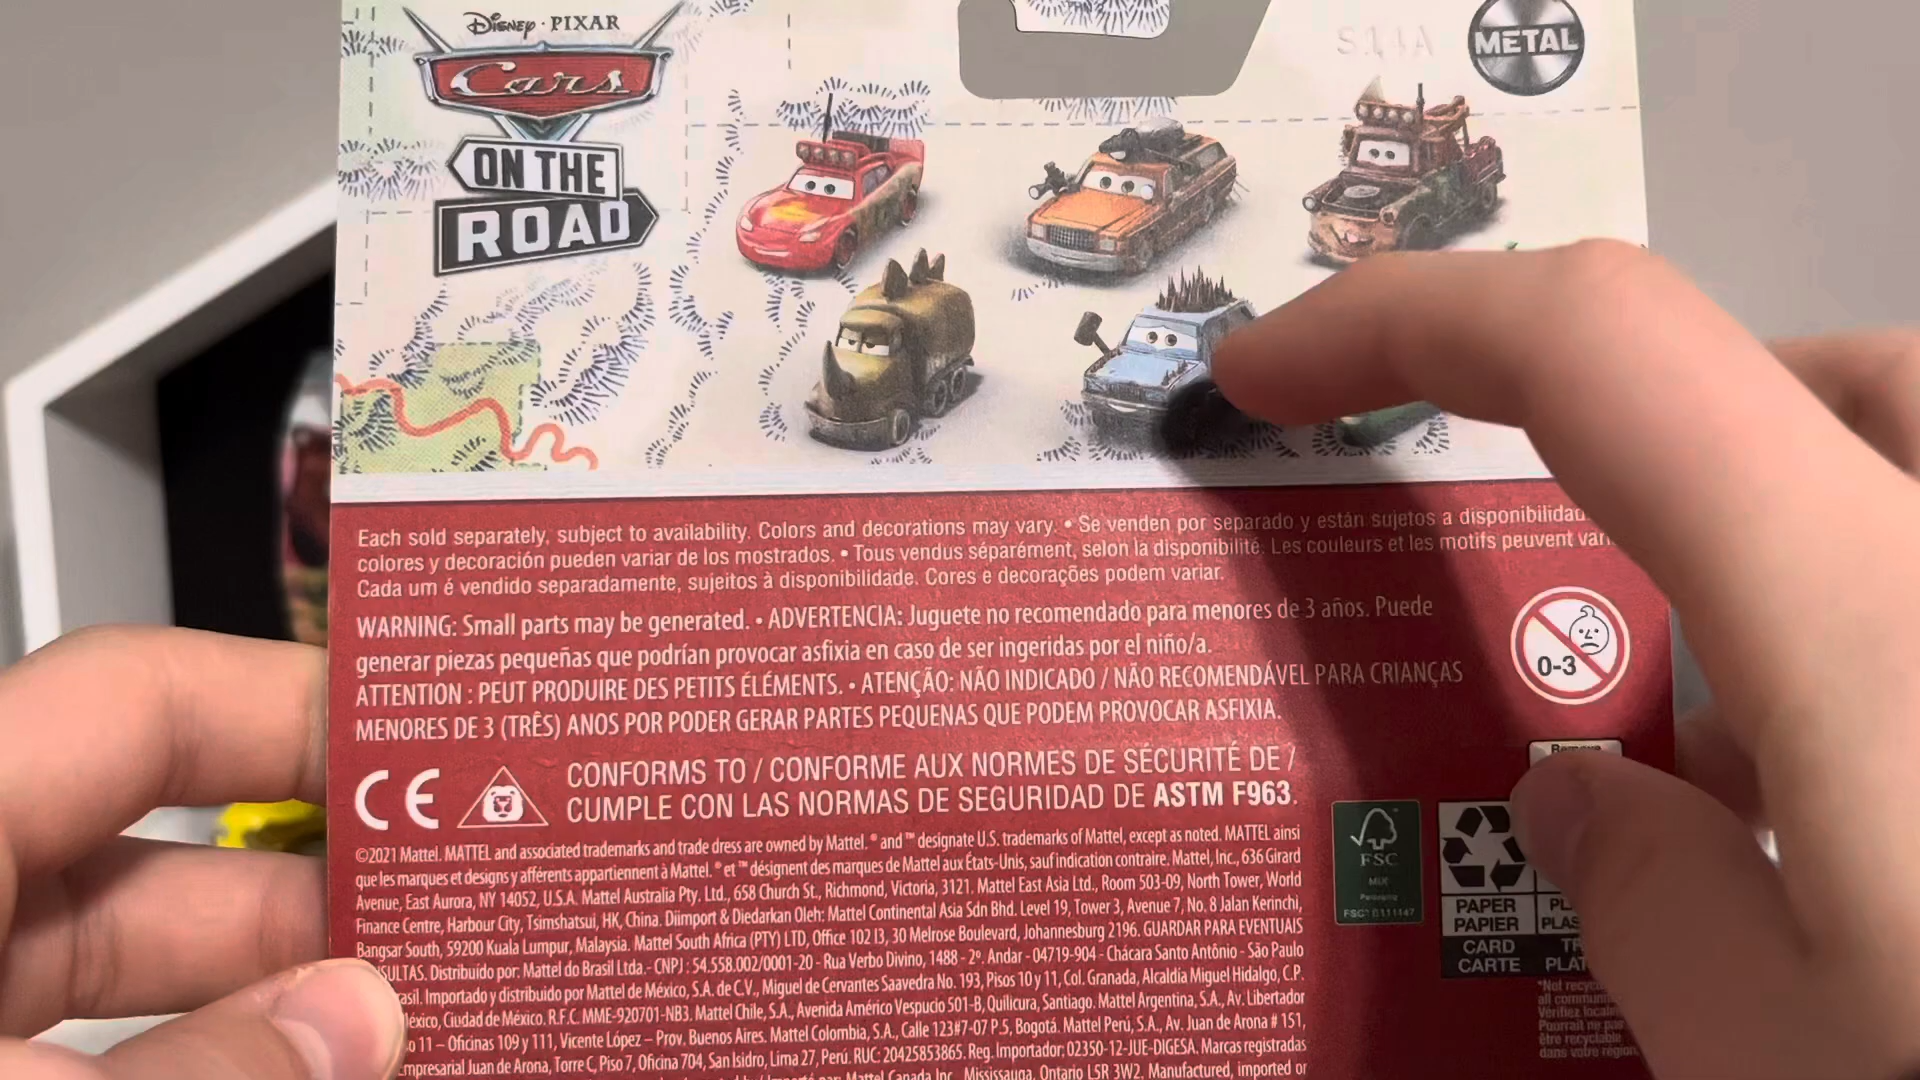 Disney · PIXAR
Cars
ON THE
ROAD
S14A
METAL
Each sold separately, subject to availability. Colors and decorations may vary. • Se venden por separado y están sujetos a disponibilidad
colores y decoración pueden variar de los mostrados. • Tous vendus séparément, selon la disponibilité. Les couleurs et les motifs peuvent
Cada um é vendido separadamente, sujeitos à disponibilidade. Cores e decorações podem variar.
WARNING: Small parts may be generated. • ADVERTENCIA: Juguete no recomendado para menores de 3 años. Puede
generar piezas pequeñas que podrían provocar asfixia en caso de ser ingeridas por el niño/a.
ATTENTION : PEUT PRODUIRE DES PETITS ÉLÉMENTS. • ATENÇÃO: NÃO INDICADO / NÃO RECOMENDÁVEL PARA CRIANÇAS
MENORES DE 3 (TRÊS) ANOS POR PODER GERAR PARTES PEQUENAS QUE PODEM PROVOCAR ASFIXIA.
0-3
Remove
CE
CONFORMS TO / CONFORME AUX NORMES DE SÉCURITÉ DE /
CUMPLE CON LAS NORMAS DE SEGURIDAD DE ASTM F963.
©2021 Mattel. MATTEL and associated trademarks and trade dress are owned by Mattel. ® and ™ designate U.S. trademarks of Mattel, except as noted. MATTEL ainsi
que les marques et designs y afférents appartiennent à Mattel. ® et ™ désignent des marques de Mattel aux États-Unis, sauf indication contraire. Mattel, Inc., 636 Girard
Avenue, East Aurora, NY 14052, U.S.A. Mattel Australia Pty. Ltd., 658 Church St., Richmond, Victoria, 3121. Mattel East Asia Ltd., Room 503-09, North Tower, World
Finance Centre, Harbour City, Tsimshatsui, HK, China. Diimport & Diedarkan Oleh: Mattel Continental Asia Sdn Bhd. Level 19, Tower 3, Avenue 7, No. 8 Jalan Kerinchi,
Bangsar South, 59200 Kuala Lumpur, Malaysia. Mattel South Africa (PTY) LTD, Office 102 I3, 30 Melrose Boulevard, Johannesburg 2196. GUARDAR PARA EVENTUAIS
SULTAS. Distribuído por: Mattel do Brasil Ltda.- CNPJ : 54.558.002/0001-20 - Rua Verbo Divino, 1488 - 2º. Andar - 04719-904 - Chácara Santo Antônio - São Paulo
asil. Importado y distribuido por Mattel de México, S.A. de C.V., Miguel de Cervantes Saavedra No. 193, Pisos 10 y 11, Col. Granada, Alcaldía Miguel Hidalgo, C.P.
éxico, Ciudad de México. R.F.C. MME-920701-NB3. Mattel Chile, S.A., Avenida Américo Vespucio 501-B, Quilicura, Santiago. Mattel Argentina, S.A., Av. Libertador
o 11 – Oficinas 109 y 111, Vicente López – Prov. Buenos Aires. Mattel Colombia, S.A., Calle 123#7-07 P.5, Bogotá. Mattel Perú, S.A., Av. Juan de Arona # 151,
mpresarial Juan de Arona, Torre C, Piso 7, Oficina 704, San Isidro, Lima 27, Perú. RUC: 20425853865. Reg. Importador: 02350-12-JUE-DIGESA. Marcas registradas
Mattel Canada Inc., Mississauga, Ontario L5R 3W2. Manufactured, imported or
FSC
MIX
Packaging
PAPER
PAPIER
CARD
CARTE
PL
PLAS
PLAT